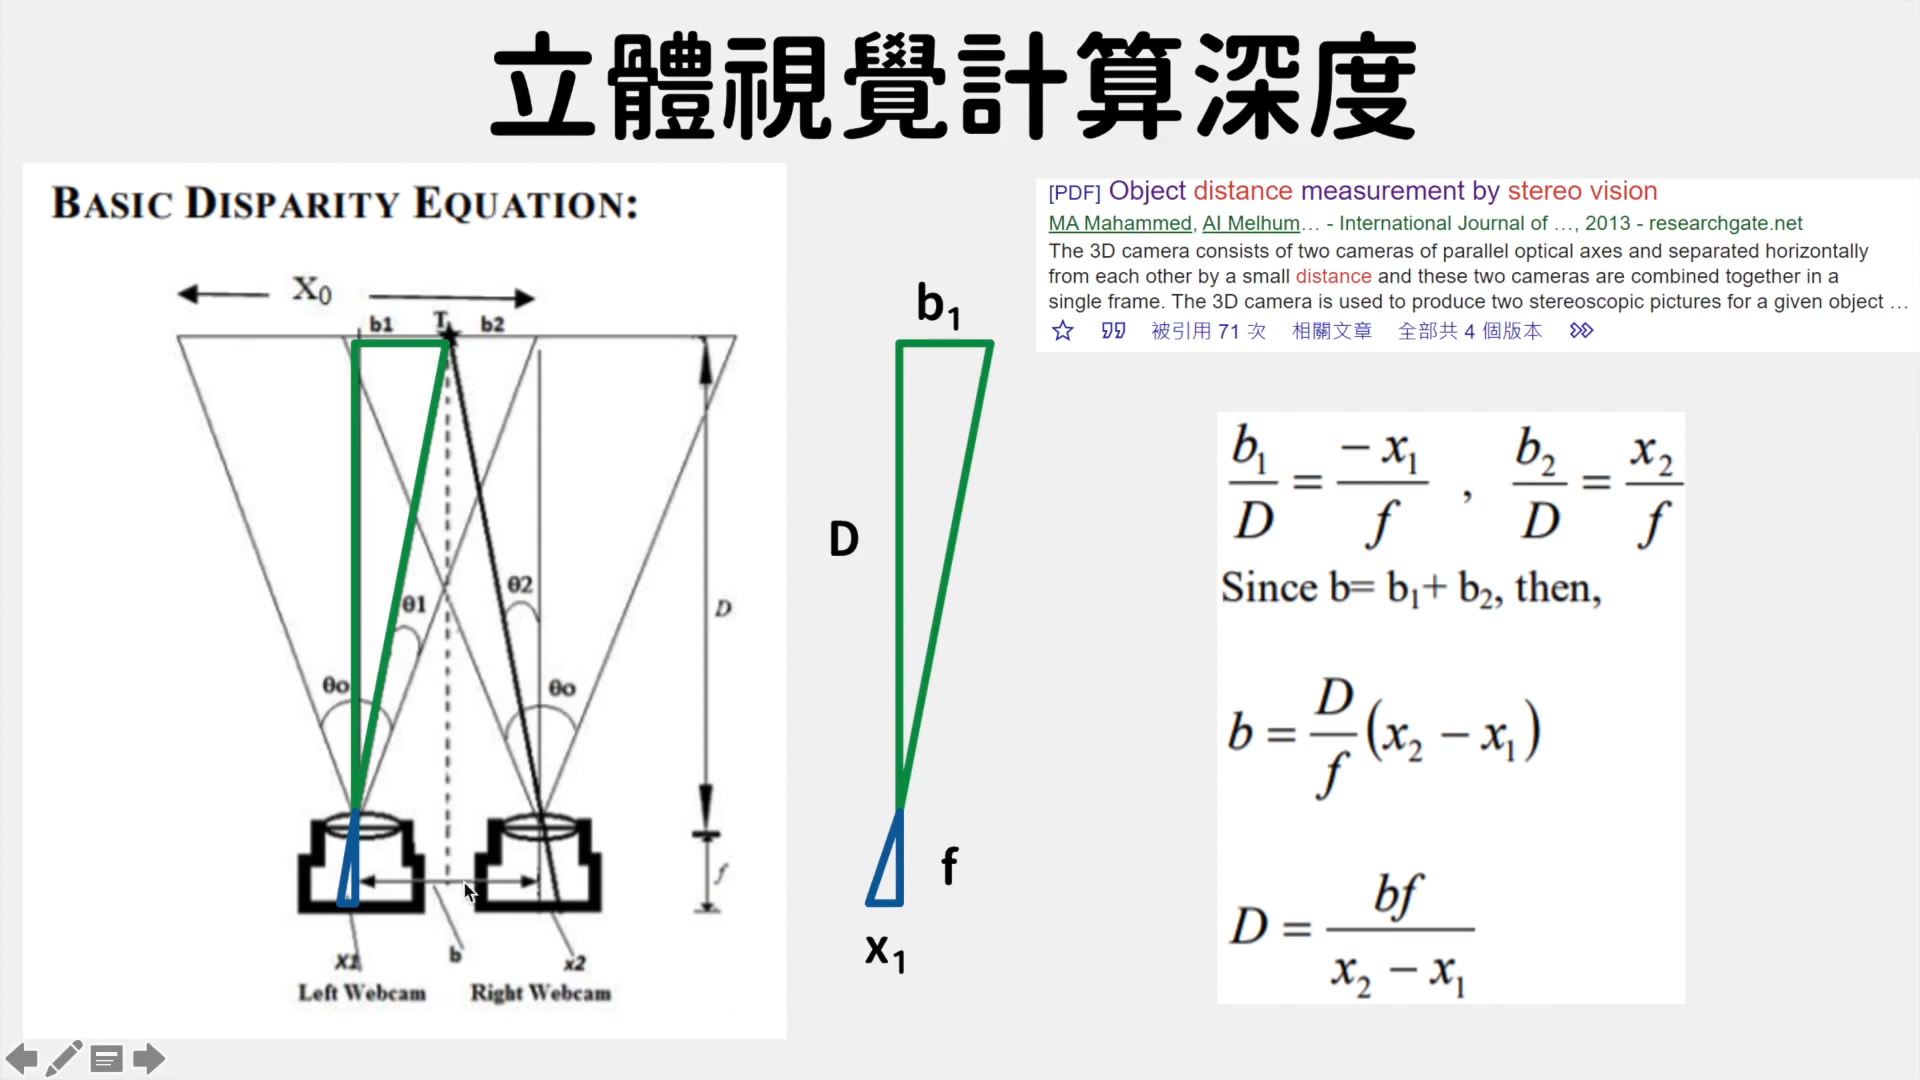 立體視覺計算深度
BASIC DISPARITY EQUATION:
X0
b1 T b2
θ1
θ2
D
θo
θo
f
X1
b
x2
Left Webcam Right Webcam
b1
D
f
x1
[PDF] Object distance measurement by stereo vision
MA Mahammed, AI Melhum… - International Journal of …, 2013 - researchgate.net
The 3D camera consists of two cameras of parallel optical axes and separated horizontally
from each other by a small distance and these two cameras are combined together in a
single frame. The 3D camera is used to produce two stereoscopic pictures for a given object …
被引用 71 次 相關文章 全部共 4 個版本
b1/D = −x1/f , b2/D = x2/f
Since b= b1+ b2, then,
b = D/f (x2 − x1)
D = bf/(x2 − x1)